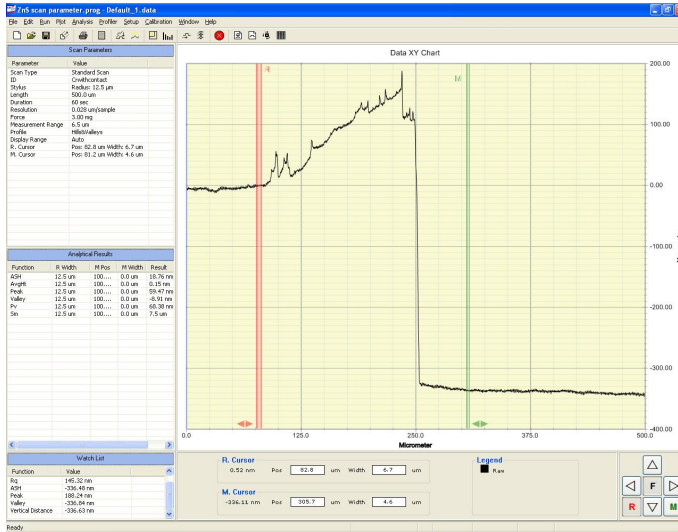 ZnS scan parameter.prog - Default_1.data
File Edit Run Plot Analysis Profiler Setup Calibration Window Help
Scan Parameters
Parameter Value
Scan Type Standard Scan
ID Crwithcontact
Stylus Radius: 12.5 µm
Length 500.0 um
Duration 60 sec
Resolution 0.028 um/sample
Force 3.00 mg
Measurement Range 6.5 um
Profile Hills&Valleys
Display Range Auto
R. Cursor Pos: 82.8 um Width: 6.7 um
M. Cursor Pos: 81.2 um Width: 4.6 um
Analytical Results
Function R Width M Pos M Width Result
ASH 12.5 um 100.... 0.0 um 18.76 nm
AvgHt 12.5 um 100.... 0.0 um 0.15 nm
Peak 12.5 um 100.... 0.0 um 59.47 nm
Valley 12.5 um 100.... 0.0 um -8.91 nm
Pv 12.5 um 100.... 0.0 um 68.38 nm
Sm 12.5 um 100.... 0.0 um 7.5 um
Watch List
Function Value
Rq 145.32 nm
ASH -336.48 nm
Peak 188.24 nm
Valley -336.84 nm
Vertical Distance -336.63 nm
Ready
Data XY Chart
R
M
200.00
100.00
0.00
-100.00
-200.00
-300.00
-400.00
0.0 125.0 250.0 375.0 500.0
Micrometer
R. Cursor
0.52 nm Pos 82.8 um Width 6.7 um
M. Cursor
-336.11 nm Pos 305.7 um Width 4.6 um
Legend
Raw
F
R M